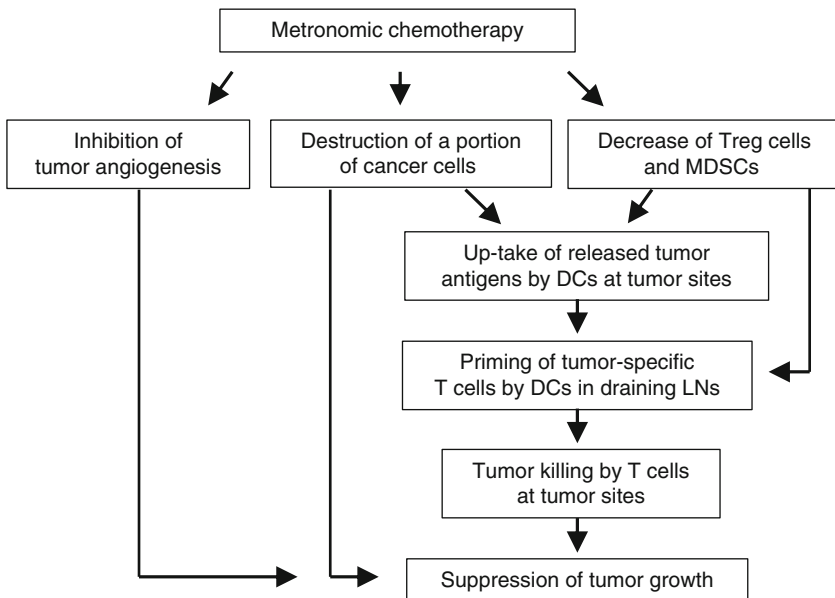 Metronomic chemotherapy
Inhibition of
tumor angiogenesis
Destruction of a portion
of cancer cells
Decrease of Treg cells
and MDSCs
Up-take of released tumor
antigens by DCs at tumor sites
Priming of tumor-specific
T cells by DCs in draining LNs
Tumor killing by T cells
at tumor sites
Suppression of tumor growth